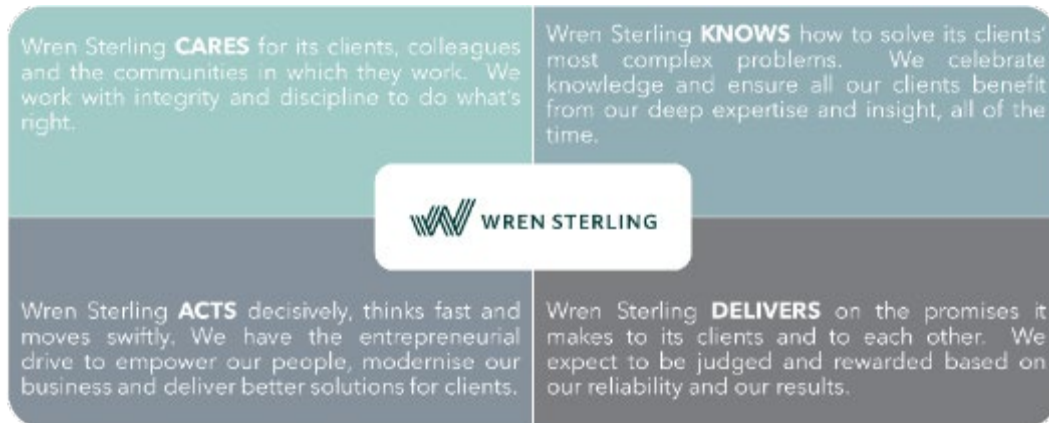 Wren Sterling CARES for its clients, colleagues
and the communities in which they work. We
work with integrity and discipline to do what's
right.
Wren Sterling KNOWS how to solve its clients'
most complex problems. We celebrate
knowledge and ensure all our clients benefit
from our deep expertise and insight, all of the
time.
WREN STERLING
Wren Sterling ACTS decisively, thinks fast and
moves swiftly. We have the entrepreneurial
drive to empower our people, modernise our
business and deliver better solutions for clients.
Wren Sterling DELIVERS on the promises it
makes to its clients and to each other. We
expect to be judged and rewarded based on
our reliability and our results.